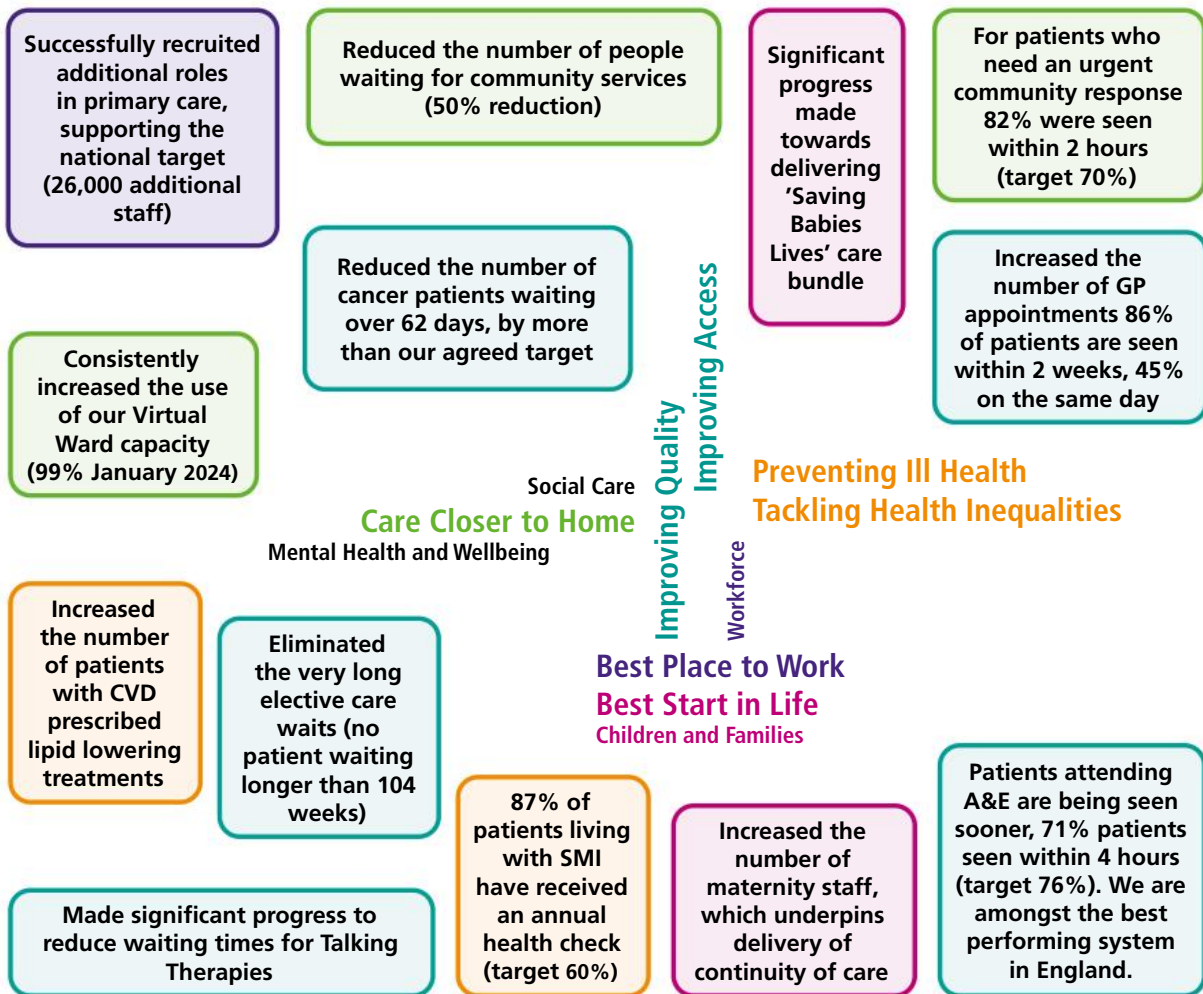 Successfully recruited
additional roles
in primary care,
supporting the
national target
(26,000 additional
staff)
Reduced the number of people
waiting for community services
(50% reduction)
Significant
progress
made
towards
delivering
'Saving
Babies
Lives' care
bundle
For patients who
need an urgent
community response
82% were seen
within 2 hours
(target 70%)
Reduced the number of
cancer patients waiting
over 62 days, by more
than our agreed target
Increased the
number of GP
appointments 86%
of patients are seen
within 2 weeks, 45%
on the same day
Consistently
increased the use
of our Virtual
Ward capacity
(99% January 2024)
Social Care
Care Closer to Home
Mental Health and Wellbeing
Improving Quality
Improving Access
Preventing Ill Health
Tackling Health Inequalities
Workforce
Best Place to Work
Best Start in Life
Children and Families
Increased
the number
of patients
with CVD
prescribed
lipid lowering
treatments
Eliminated
the very long
elective care
waits (no
patient waiting
longer than 104
weeks)
87% of
patients living
with SMI
have received
an annual
health check
(target 60%)
Increased the
number of
maternity staff,
which underpins
delivery of
continuity of care
Patients attending
A&E are being seen
sooner, 71% patients
seen within 4 hours
(target 76%). We are
amongst the best
performing system
in England.
Made significant progress to
reduce waiting times for Talking
Therapies